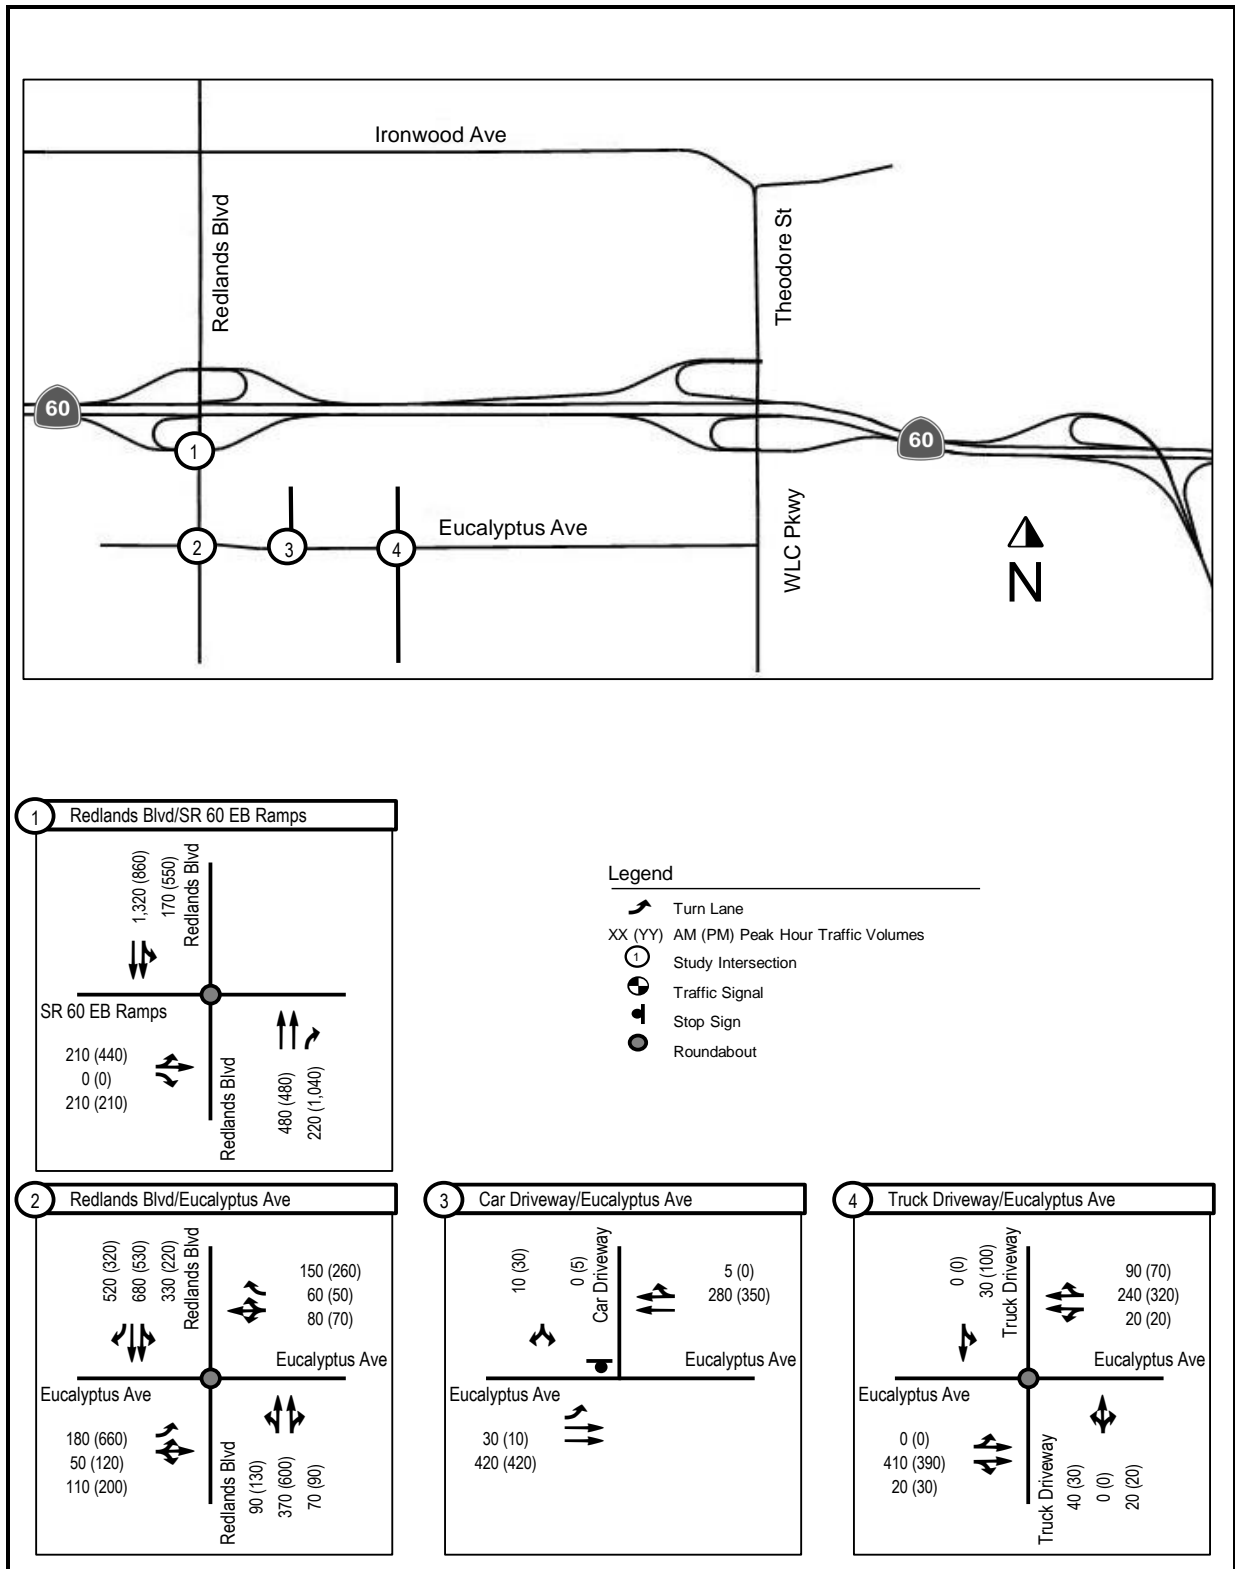 Ironwood Ave
Redlands Blvd
Theodore St
60
60
1
Eucalyptus Ave
2
3
4
WLC Pkwy
N
1 Redlands Blvd/SR 60 EB Ramps
1,320 (860)
170 (550)
Redlands Blvd
SR 60 EB Ramps
210 (440)
0 (0)
210 (210)
Redlands Blvd
480 (480)
220 (1,040)
Legend
Turn Lane
XX (YY) AM (PM) Peak Hour Traffic Volumes
1 Study Intersection
Traffic Signal
Stop Sign
Roundabout
2 Redlands Blvd/Eucalyptus Ave
520 (320)
680 (530)
330 (220)
Redlands Blvd
150 (260)
60 (50)
80 (70)
Eucalyptus Ave
Eucalyptus Ave
180 (660)
50 (120)
110 (200)
Redlands Blvd
90 (130)
370 (600)
70 (90)
3 Car Driveway/Eucalyptus Ave
10 (30)
0 (5)
Car Driveway
5 (0)
280 (350)
Eucalyptus Ave
Eucalyptus Ave
30 (10)
420 (420)
4 Truck Driveway/Eucalyptus Ave
0 (0)
30 (100)
Truck Driveway
90 (70)
240 (320)
20 (20)
Eucalyptus Ave
Eucalyptus Ave
0 (0)
410 (390)
20 (30)
Truck Driveway
40 (30)
0 (0)
20 (20)